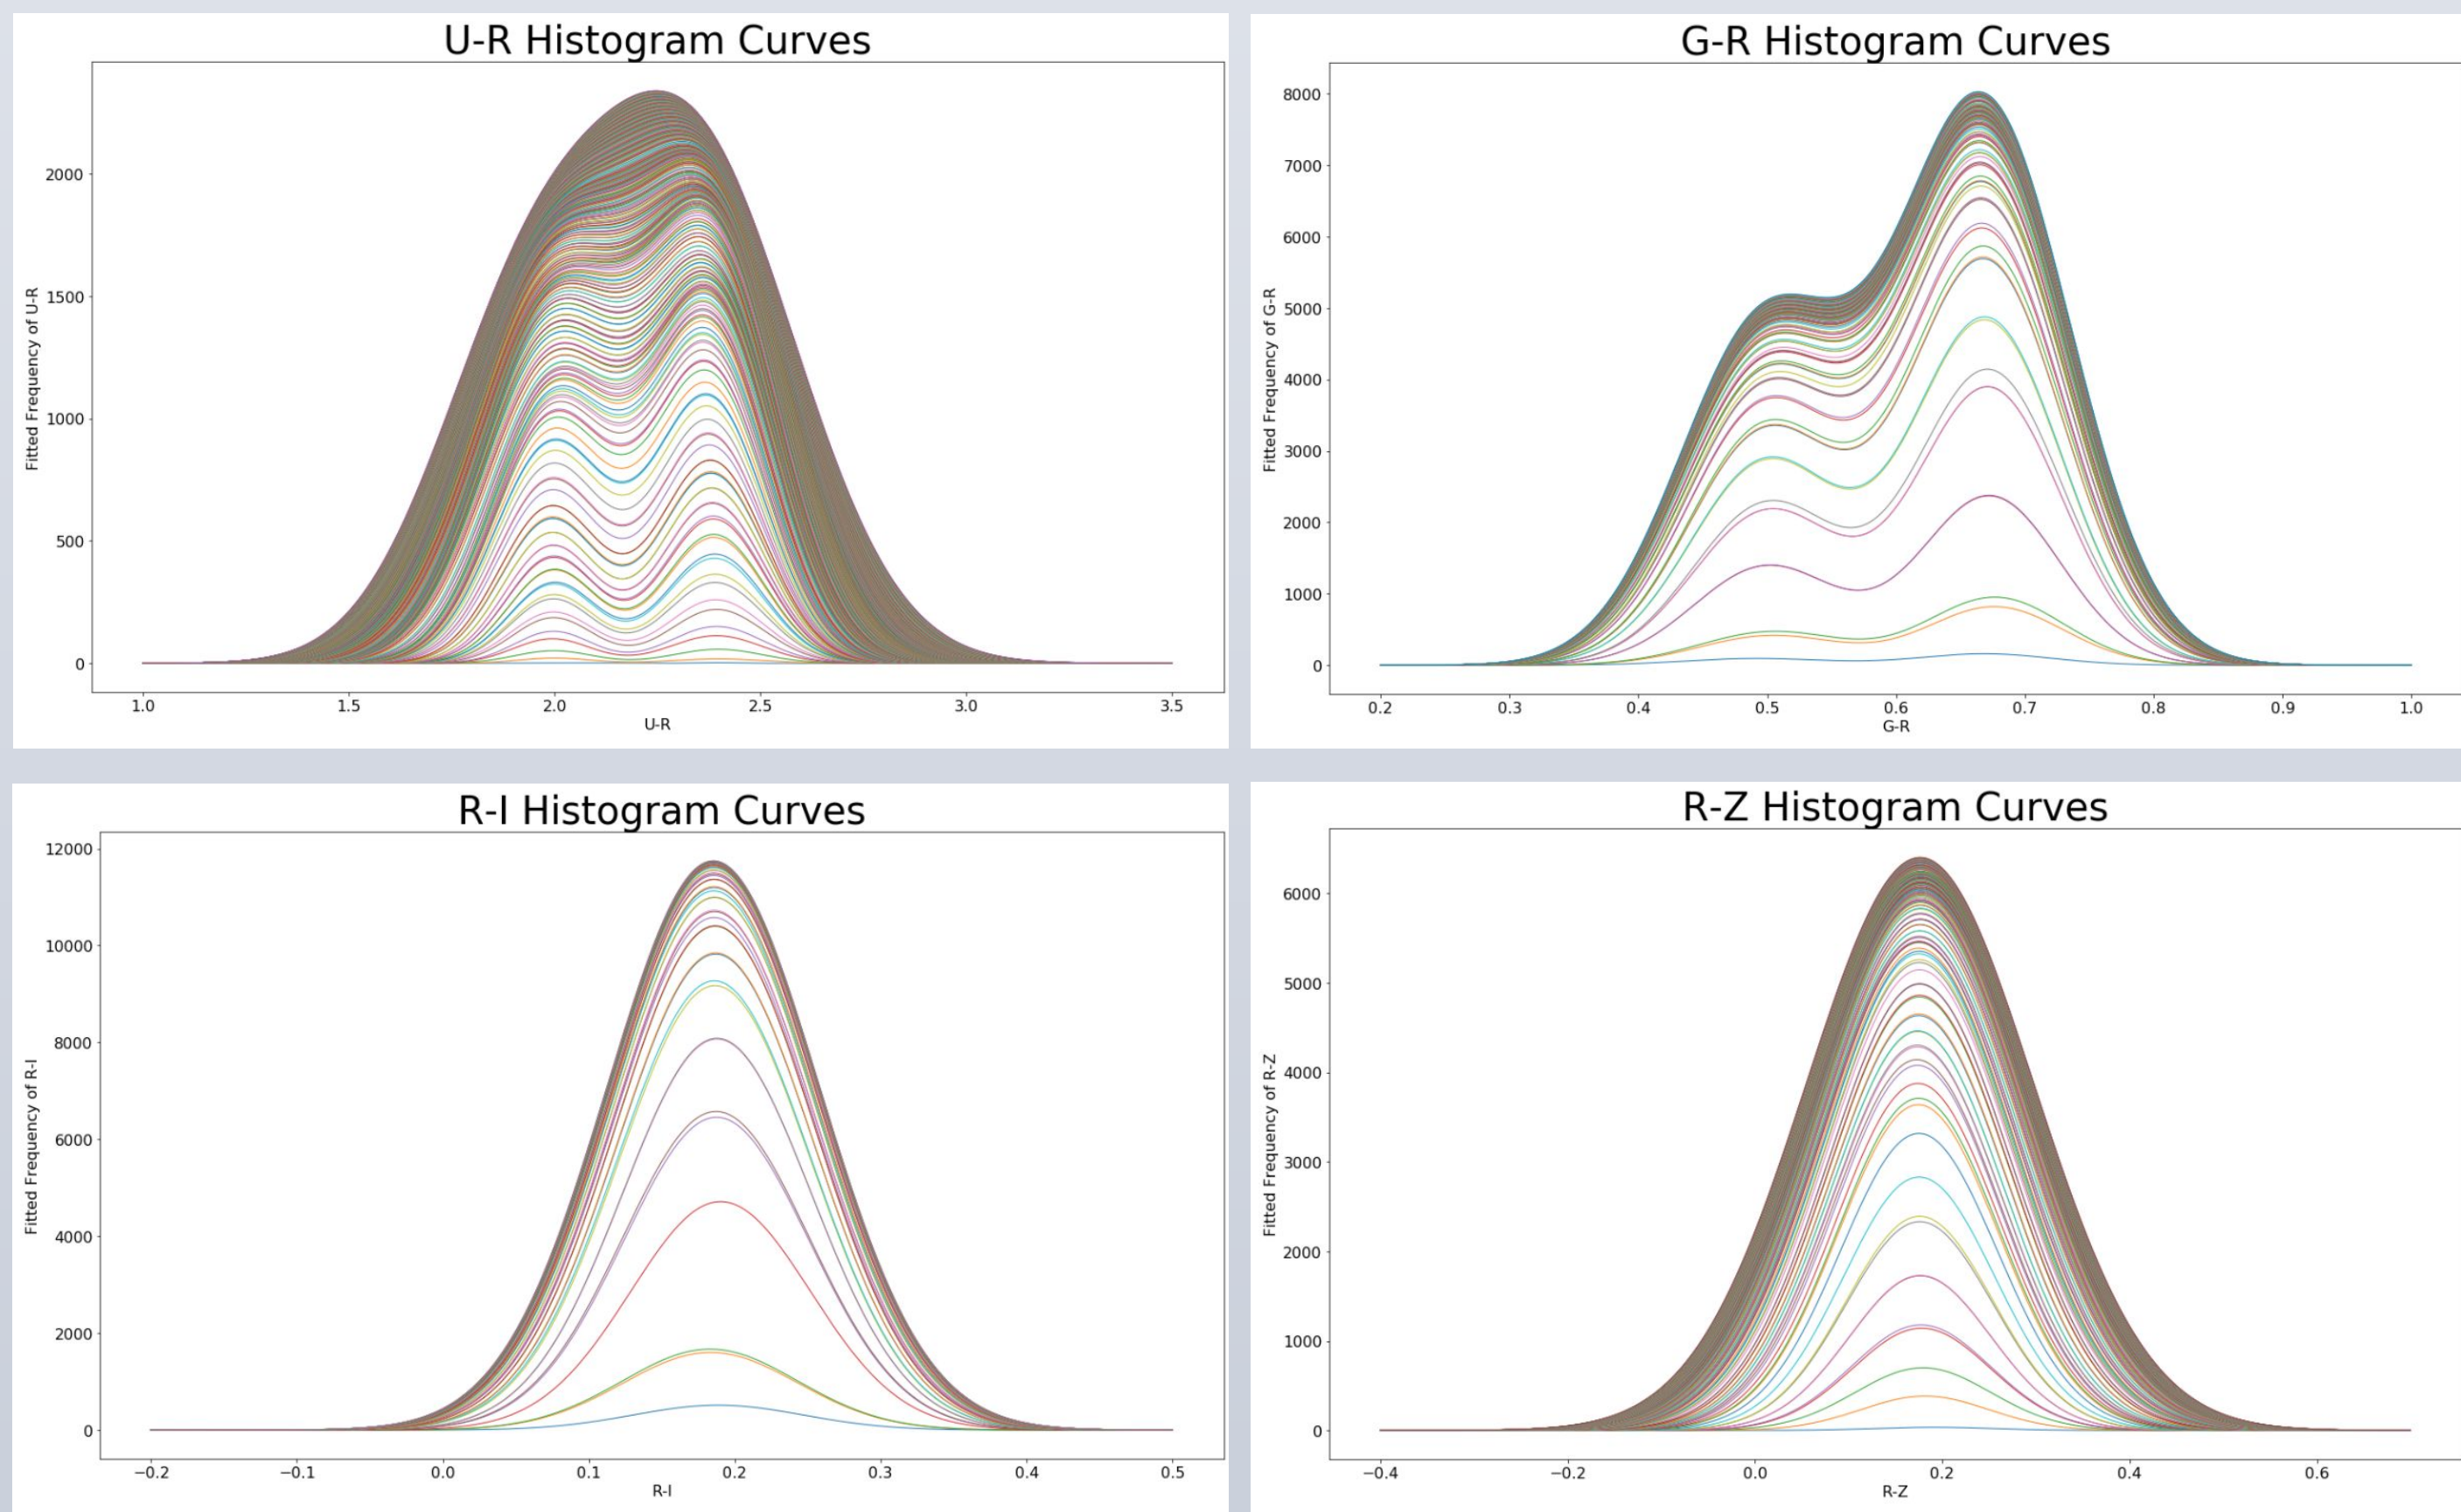 U-R Histogram Curves
Fitted Frequency of U-R
2000
1500
1000
500
0
1.0 1.5 2.0 2.5 3.0 3.5
U-R
G-R Histogram Curves
Fitted Frequency of G-R
8000
7000
6000
5000
4000
3000
2000
1000
0
0.2 0.3 0.4 0.5 0.6 0.7 0.8 0.9 1.0
G-R
R-I Histogram Curves
Fitted Frequency of R-I
12000
10000
8000
6000
4000
2000
0
−0.2 −0.1 0.0 0.1 0.2 0.3 0.4 0.5
R-I
R-Z Histogram Curves
Fitted Frequency of R-Z
6000
5000
4000
3000
2000
1000
0
−0.4 −0.2 0.0 0.2 0.4 0.6
R-Z